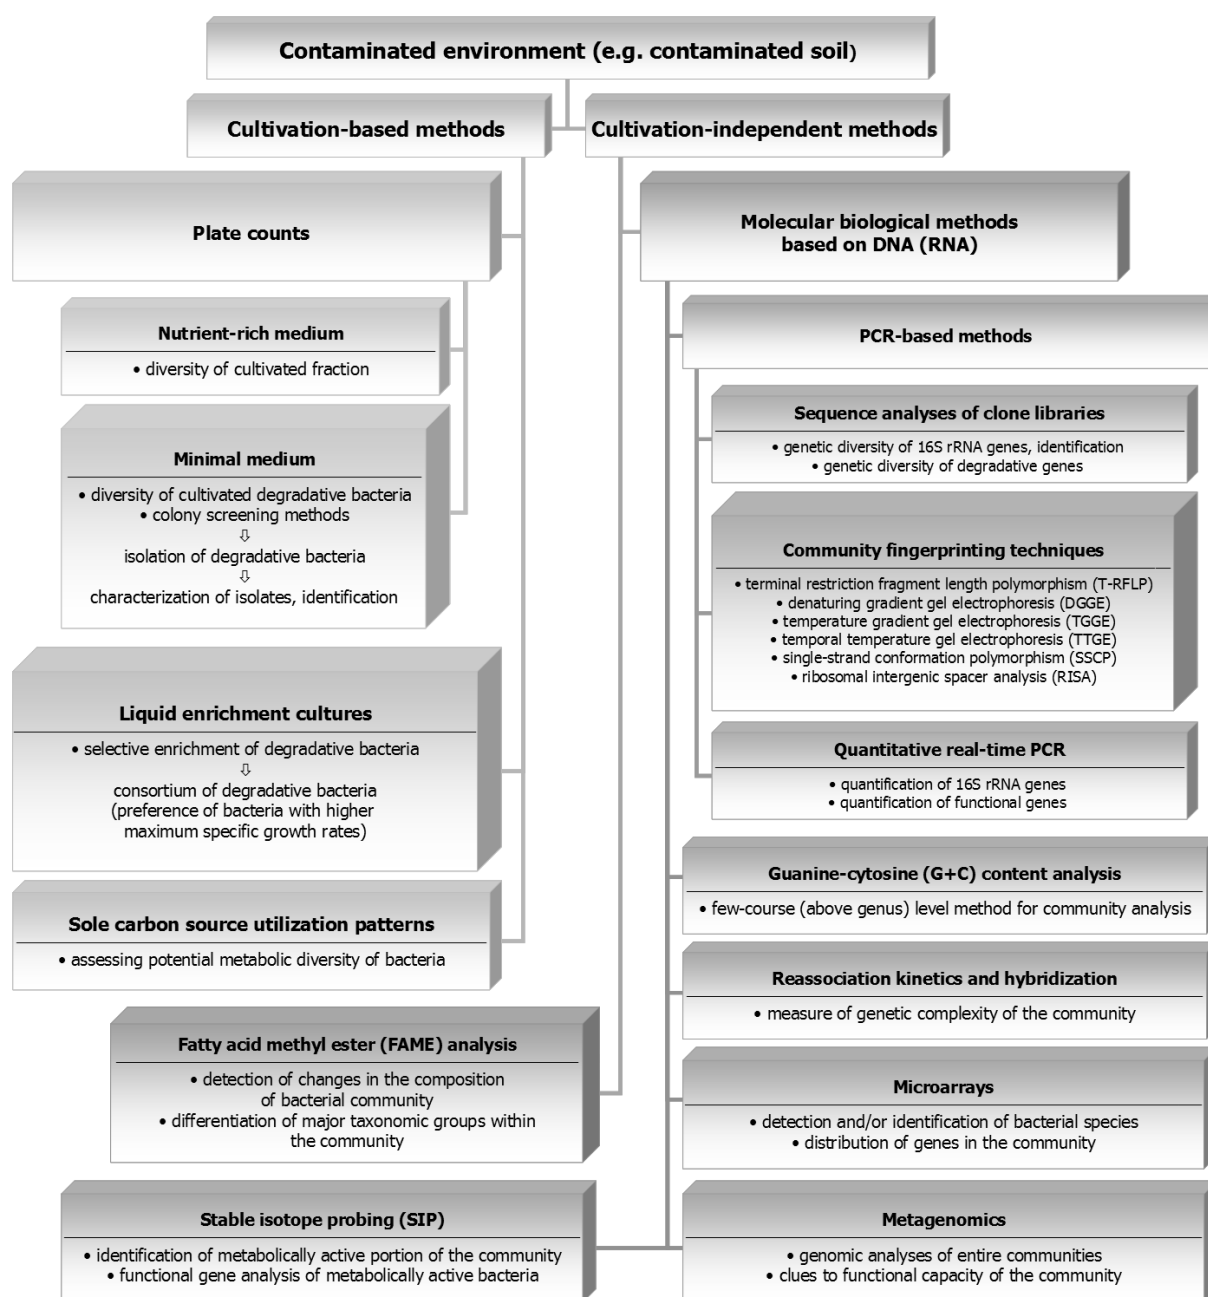 Contaminated environment (e.g. contaminated soil)
Cultivation-based methods
Cultivation-independent methods
Plate counts
Nutrient-rich medium
• diversity of cultivated fraction
Minimal medium
• diversity of cultivated degradative bacteria
• colony screening methods
⇩
isolation of degradative bacteria
⇩
characterization of isolates, identification
Liquid enrichment cultures
• selective enrichment of degradative bacteria
⇩
consortium of degradative bacteria
(preference of bacteria with higher
maximum specific growth rates)
Sole carbon source utilization patterns
• assessing potential metabolic diversity of bacteria
Fatty acid methyl ester (FAME) analysis
• detection of changes in the composition
of bacterial community
• differentiation of major taxonomic groups within
the community
Stable isotope probing (SIP)
• identification of metabolically active portion of the community
• functional gene analysis of metabolically active bacteria
Molecular biological methods
based on DNA (RNA)
PCR-based methods
Sequence analyses of clone libraries
• genetic diversity of 16S rRNA genes, identification
• genetic diversity of degradative genes
Community fingerprinting techniques
• terminal restriction fragment length polymorphism (T-RFLP)
• denaturing gradient gel electrophoresis (DGGE)
• temperature gradient gel electrophoresis (TGGE)
• temporal temperature gel electrophoresis (TTGE)
• single-strand conformation polymorphism (SSCP)
• ribosomal intergenic spacer analysis (RISA)
Quantitative real-time PCR
• quantification of 16S rRNA genes
• quantification of functional genes
Guanine-cytosine (G+C) content analysis
• few-course (above genus) level method for community analysis
Reassociation kinetics and hybridization
• measure of genetic complexity of the community
Microarrays
• detection and/or identification of bacterial species
• distribution of genes in the community
Metagenomics
• genomic analyses of entire communities
• clues to functional capacity of the community